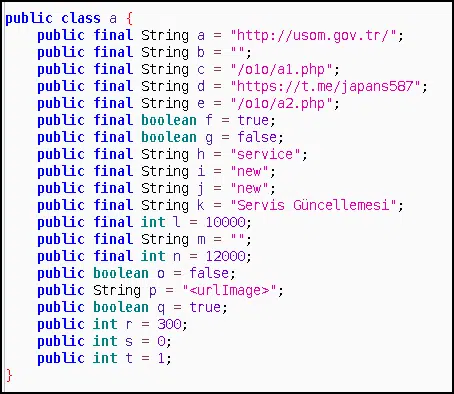 public class a {
public final String a = "http://usom.gov.tr/";
public final String b = "";
public final String c = "/o1o/a1.php";
public final String d = "https://t.me/japans587";
public final String e = "/o1o/a2.php";
public final boolean f = true;
public final boolean g = false;
public final String h = "service";
public final String i = "new";
public final String j = "new";
public final String k = "Servis Güncellemesi";
public final int l = 10000;
public final String m = "";
public final int n = 12000;
public boolean o = false;
public String p = "<urlImage>";
public boolean q = true;
public int r = 300;
public int s = 0;
public int t = 1;
}